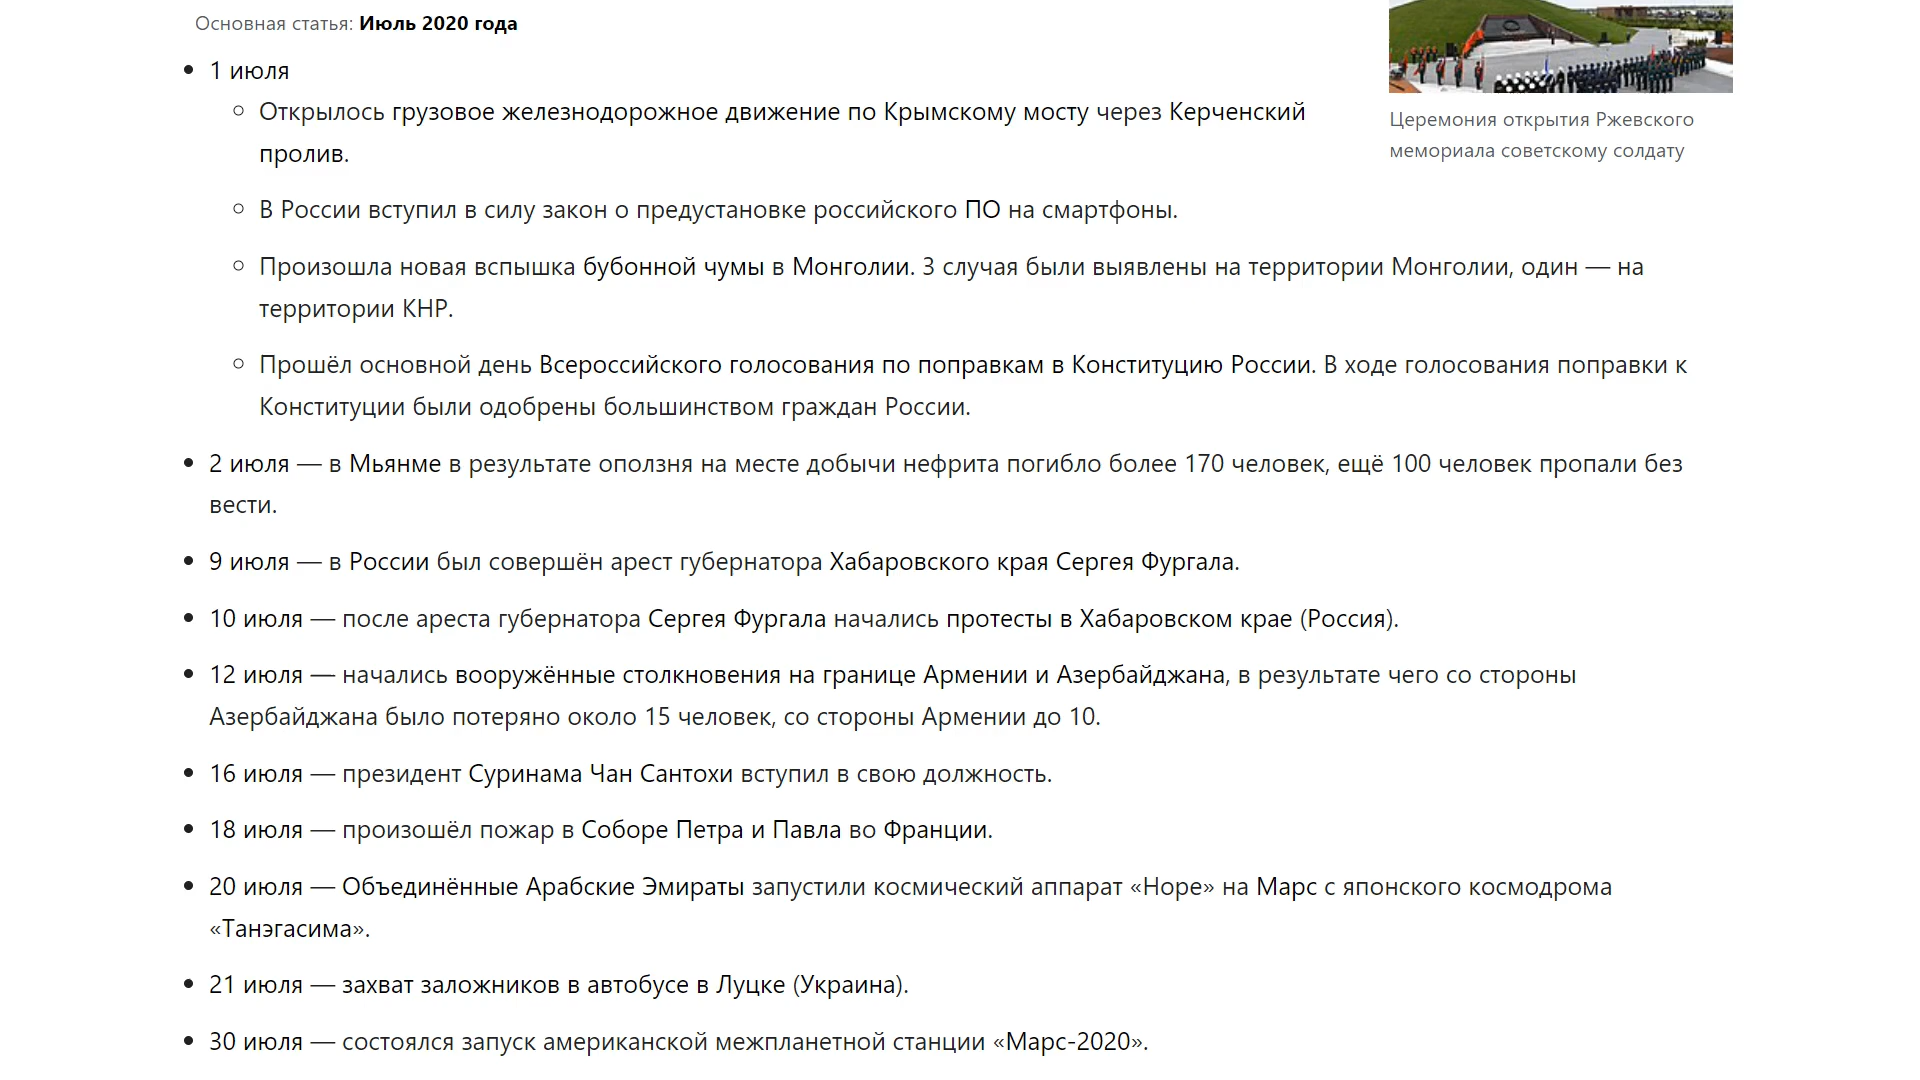 Основная статья: Июль 2020 года
1 июля
Открылось грузовое железнодорожное движение по Крымскому мосту через Керченский
пролив.
В России вступил в силу закон о предустановке российского ПО на смартфоны.
Произошла новая вспышка бубонной чумы в Монголии. 3 случая были выявлены на территории Монголии, один — на
территории КНР.
Прошёл основной день Всероссийского голосования по поправкам в Конституцию России. В ходе голосования поправки к
Конституции были одобрены большинством граждан России.
2 июля — в Мьянме в результате оползня на месте добычи нефрита погибло более 170 человек, ещё 100 человек пропали без
вести.
9 июля — в России был совершён арест губернатора Хабаровского края Сергея Фургала.
10 июля — после ареста губернатора Сергея Фургала начались протесты в Хабаровском крае (Россия).
12 июля — начались вооружённые столкновения на границе Армении и Азербайджана, в результате чего со стороны
Азербайджана было потеряно около 15 человек, со стороны Армении до 10.
16 июля — президент Суринама Чан Сантохи вступил в свою должность.
18 июля — произошёл пожар в Соборе Петра и Павла во Франции.
20 июля — Объединённые Арабские Эмираты запустили космический аппарат «Hope» на Марс с японского космодрома
«Танэгасима».
21 июля — захват заложников в автобусе в Луцке (Украина).
30 июля — состоялся запуск американской межпланетной станции «Марс-2020».
Церемония открытия Ржевского
мемориала советскому солдату